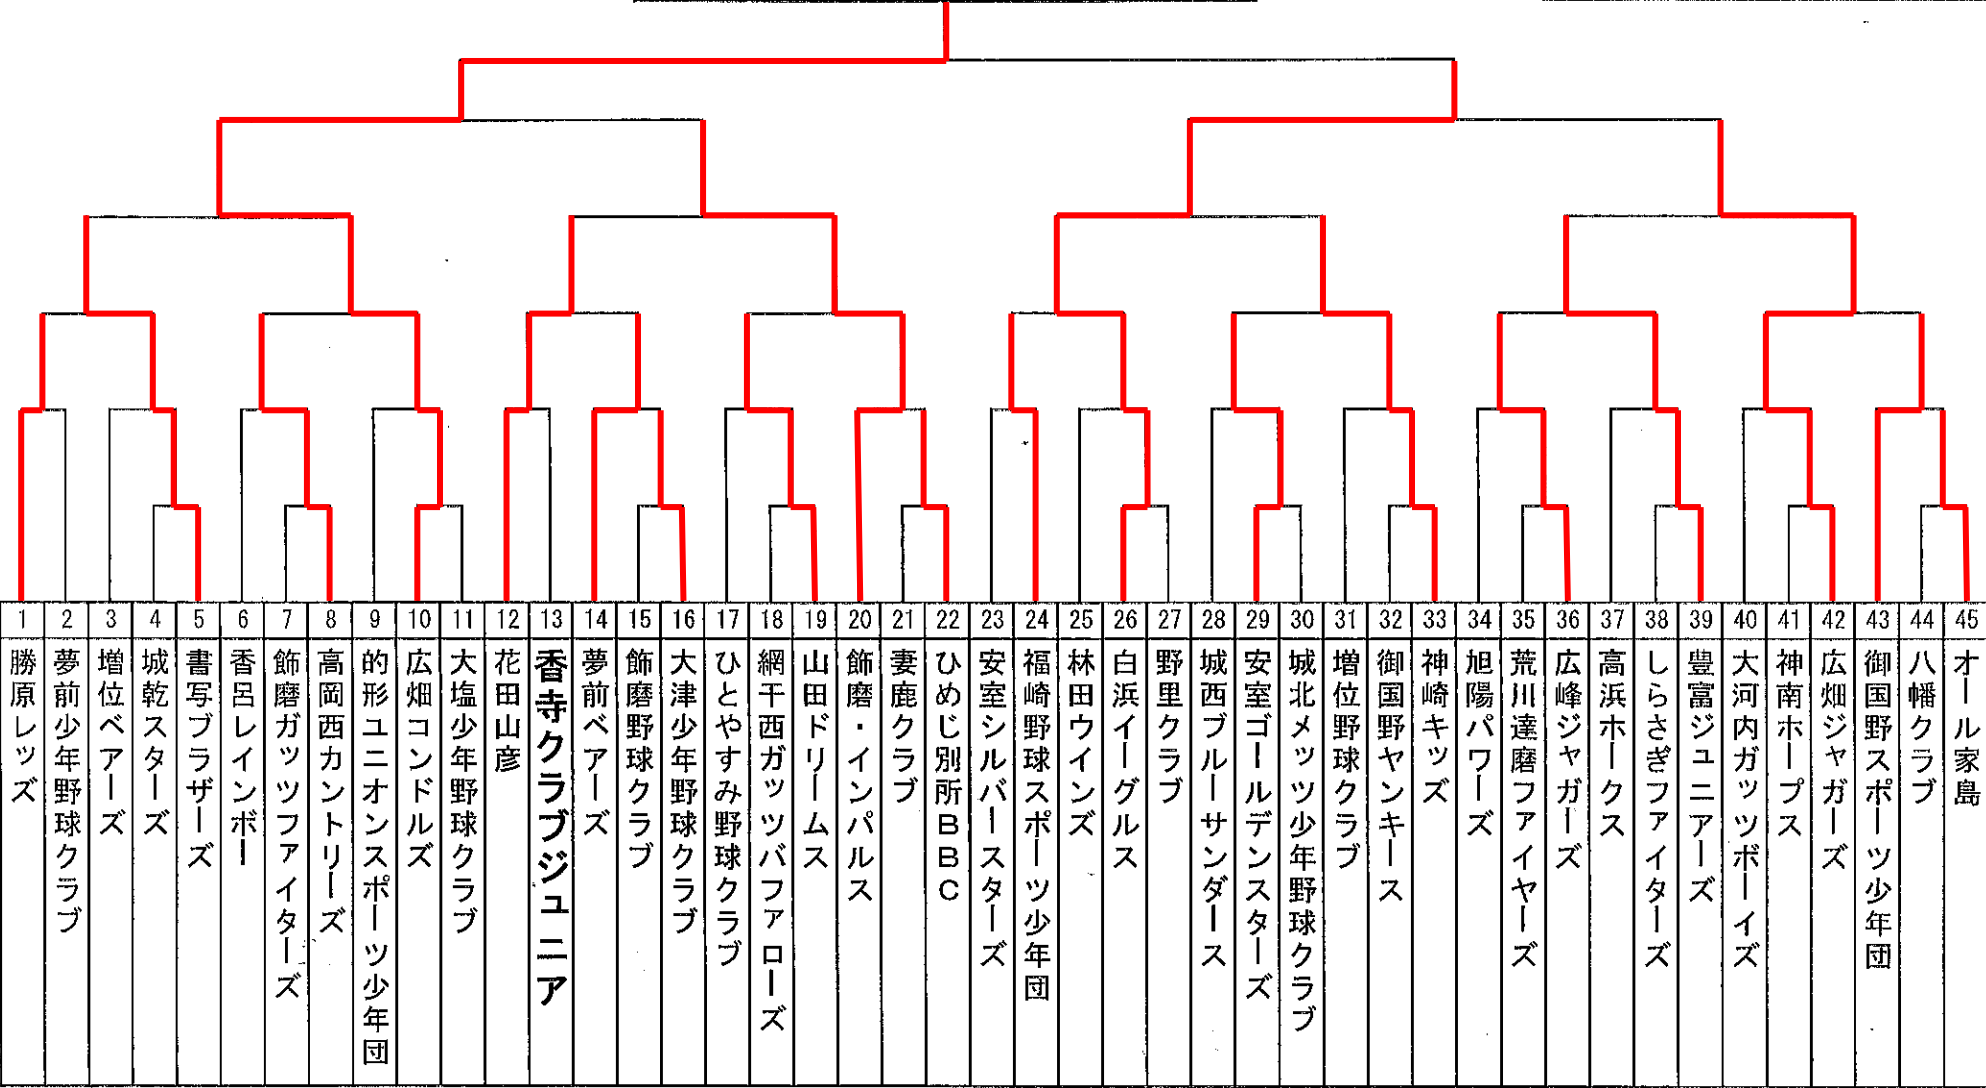 1 勝原レッズ
2 夢前少年野球クラブ
3 増位ベアーズ
4 城乾スターズ
5 書写ブラザーズ
6 香呂レインボー
7 飾磨ガッツファイターズ
8 高岡西カントリーズ
9 的形ユニオンスポーツ少年団
10 広畑コンドルズ
11 大塩少年野球クラブ
12 花田山彦
13 香寺クラブジュニア
14 夢前ベアーズ
15 飾磨野球クラブ
16 大津少年野球クラブ
17 ひとやすみ野球クラブ
18 網干西ガッツバファローズ
19 山田ドリームス
20 飾磨・インパルス
21 妻鹿クラブ
22 ひめじ別所BBC
23 安室シルバースターズ
24 福崎野球スポーツ少年団
25 林田ウインズ
26 白浜イーグルス
27 野里クラブ
28 城西ブルーサンダース
29 安室ゴールデンスターズ
30 城北メッツ少年野球クラブ
31 増位野球クラブ
32 御国野ヤンキース
33 神崎キッズ
34 旭陽パワーズ
35 荒川達磨ファイヤーズ
36 広峰ジャガーズ
37 高浜ホークス
38 しらさぎファイターズ
39 豊富ジュニアーズ
40 大河内ガッツボーイズ
41 神南ホープス
42 広畑ジャガーズ
43 御国野スポーツ少年団
44 八幡クラブ
45 オール家島